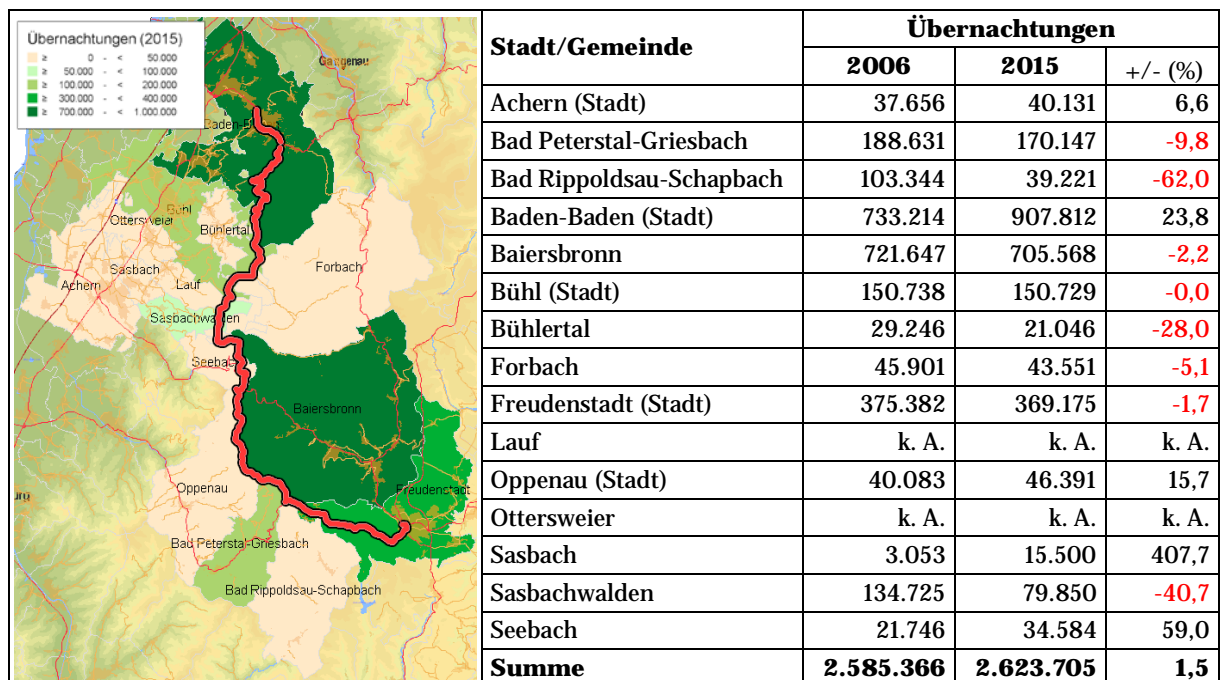 Übernachtungen (2015)
≥ 0 - < 50.000
≥ 50.000 - < 100.000
≥ 100.000 - < 200.000
≥ 300.000 - < 400.000
≥ 700.000 - < 1.000.000
Baden-B
Bühl
Ottersweier
Bühlertal
Forbach
Sasbach
Achern
Lauf
Sasbachwalden
Seebach
Baiersbronn
Oppenau
Freudenstadt
Bad Peterstal-Griesbach
Bad Rippoldsau-Schapbach
Stadt/Gemeinde Übernachtungen
2006 2015 +/- (%)
Achern (Stadt) 37.656 40.131 6,6
Bad Peterstal-Griesbach 188.631 170.147 -9,8
Bad Rippoldsau-Schapbach 103.344 39.221 -62,0
Baden-Baden (Stadt) 733.214 907.812 23,8
Baiersbronn 721.647 705.568 -2,2
Bühl (Stadt) 150.738 150.729 -0,0
Bühlertal 29.246 21.046 -28,0
Forbach 45.901 43.551 -5,1
Freudenstadt (Stadt) 375.382 369.175 -1,7
Lauf k. A. k. A. k. A.
Oppenau (Stadt) 40.083 46.391 15,7
Ottersweier k. A. k. A. k. A.
Sasbach 3.053 15.500 407,7
Sasbachwalden 134.725 79.850 -40,7
Seebach 21.746 34.584 59,0
Summe 2.585.366 2.623.705 1,5